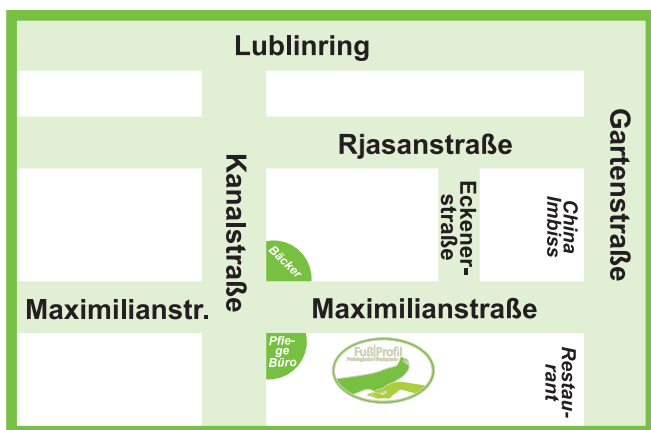 Lublinring
Rjasanstraße
Gartenstraße
Kanalstraße
Eckener-
straße
China
Imbiss
Bäcker
Maximilianstr.
Maximilianstraße
Pfle-
ge
Büro
Fuß Profil
Restau-
rant